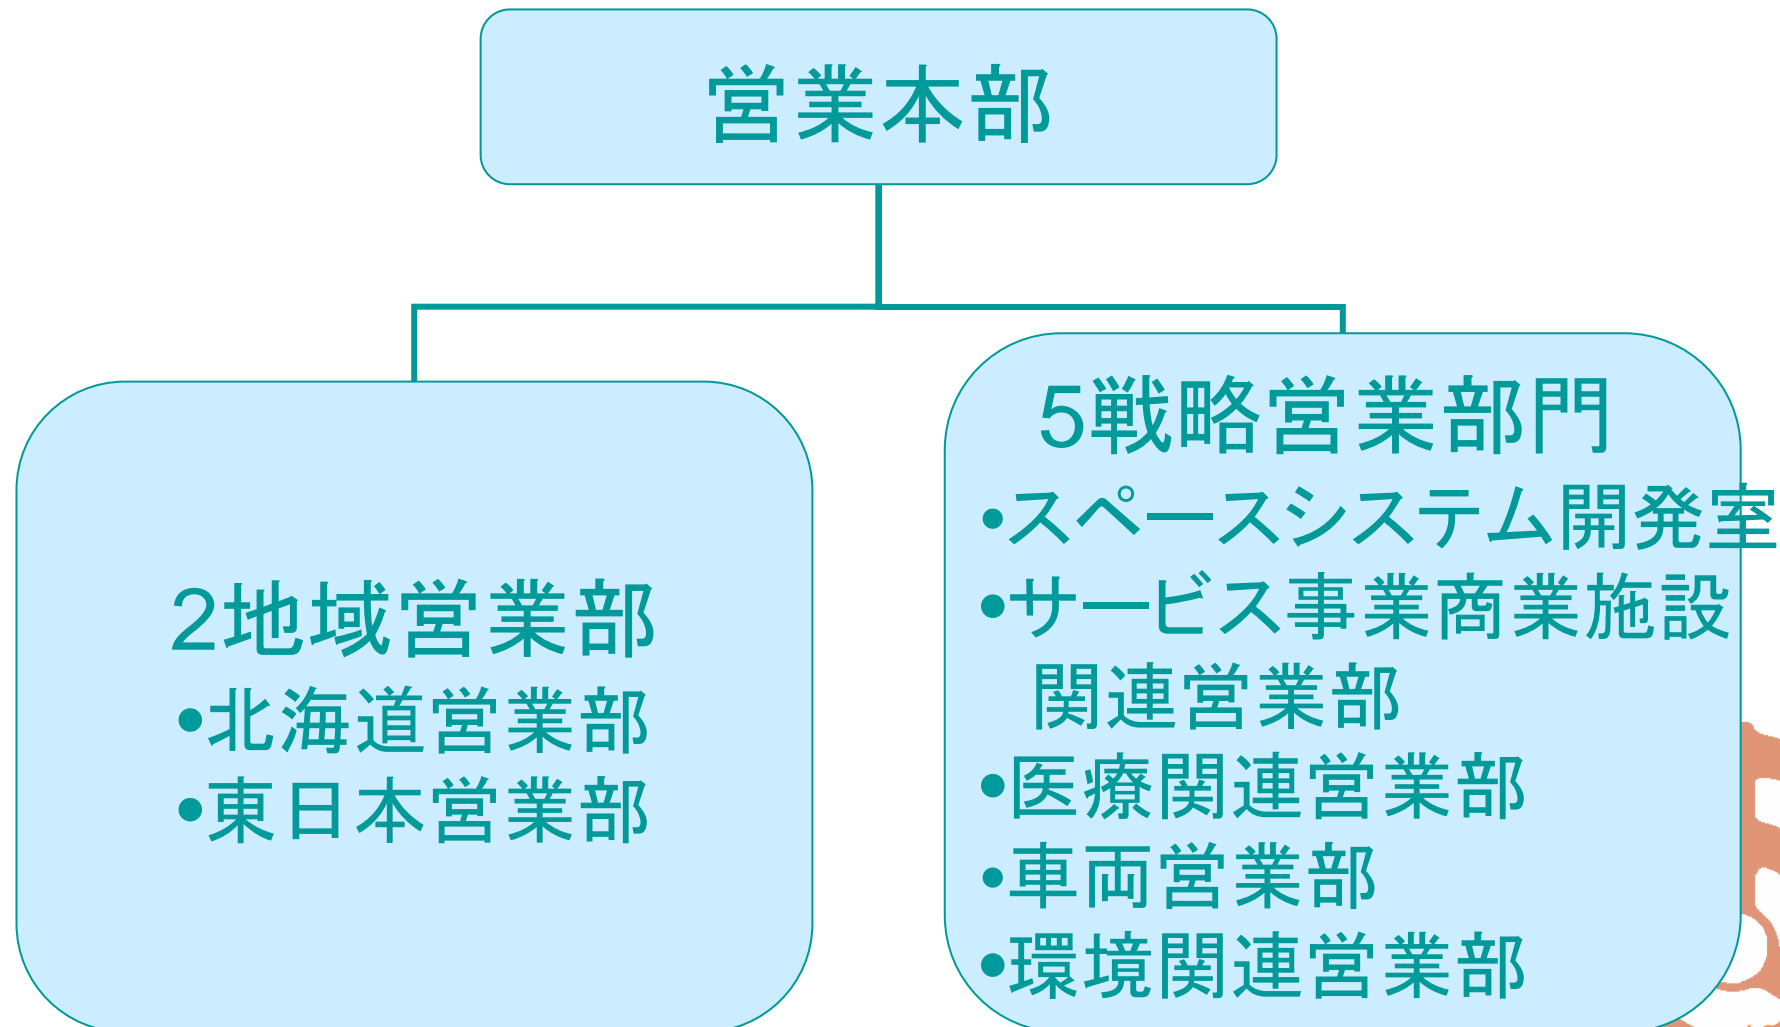 営業本部
2地域営業部
•北海道営業部
•東日本営業部
5戦略営業部門
•スペースシステム開発室
•サービス事業商業施設
関連営業部
•医療関連営業部
•車両営業部
•環境関連営業部